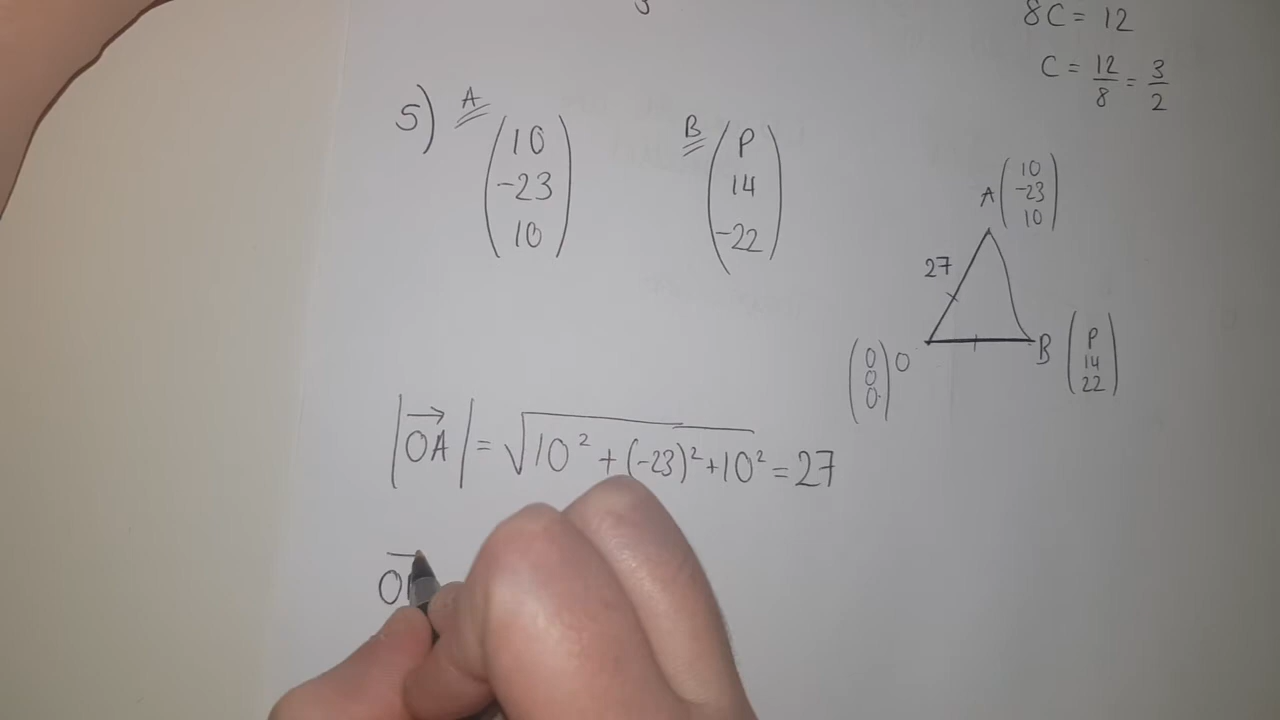 8C = 12
C = 12/8 = 3/2
5) A (10 -23 10) B (P 14 -22)
A (10 -23 10)
27
(0 0 0) O B (P 14 22)
|OA| = √10² + (-23)² + 10² = 27
O